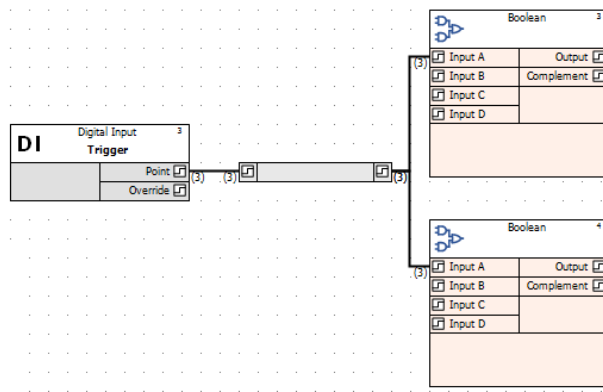 Boolean 3
(3) Input A Output
Input B Complement
Input C
Input D
Digital Input 3
DI Trigger
Point (3) (3) (3)
Override
Boolean 4
(3) Input A Output
Input B Complement
Input C
Input D